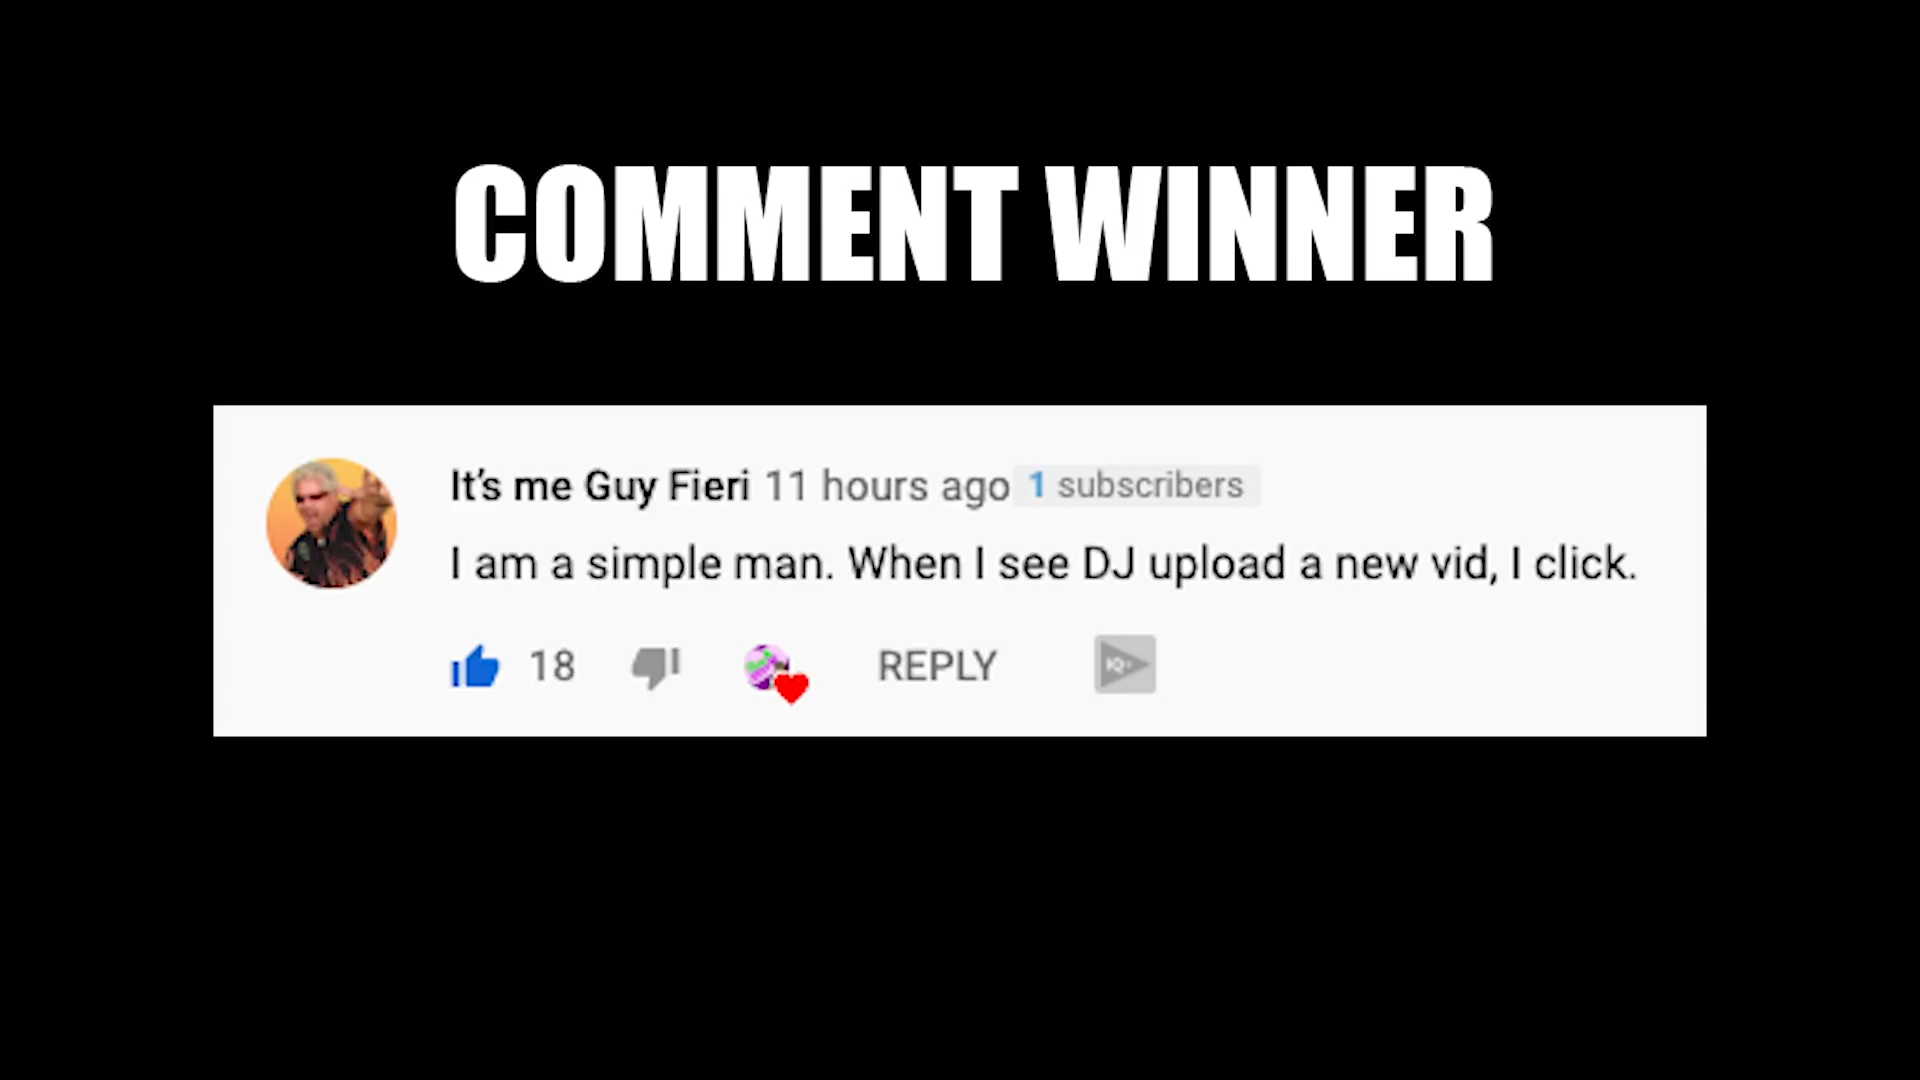 COMMENT WINNER
It's me Guy Fieri 11 hours ago 1 subscribers
I am a simple man. When I see DJ upload a new vid, I click.
18 REPLY IQ